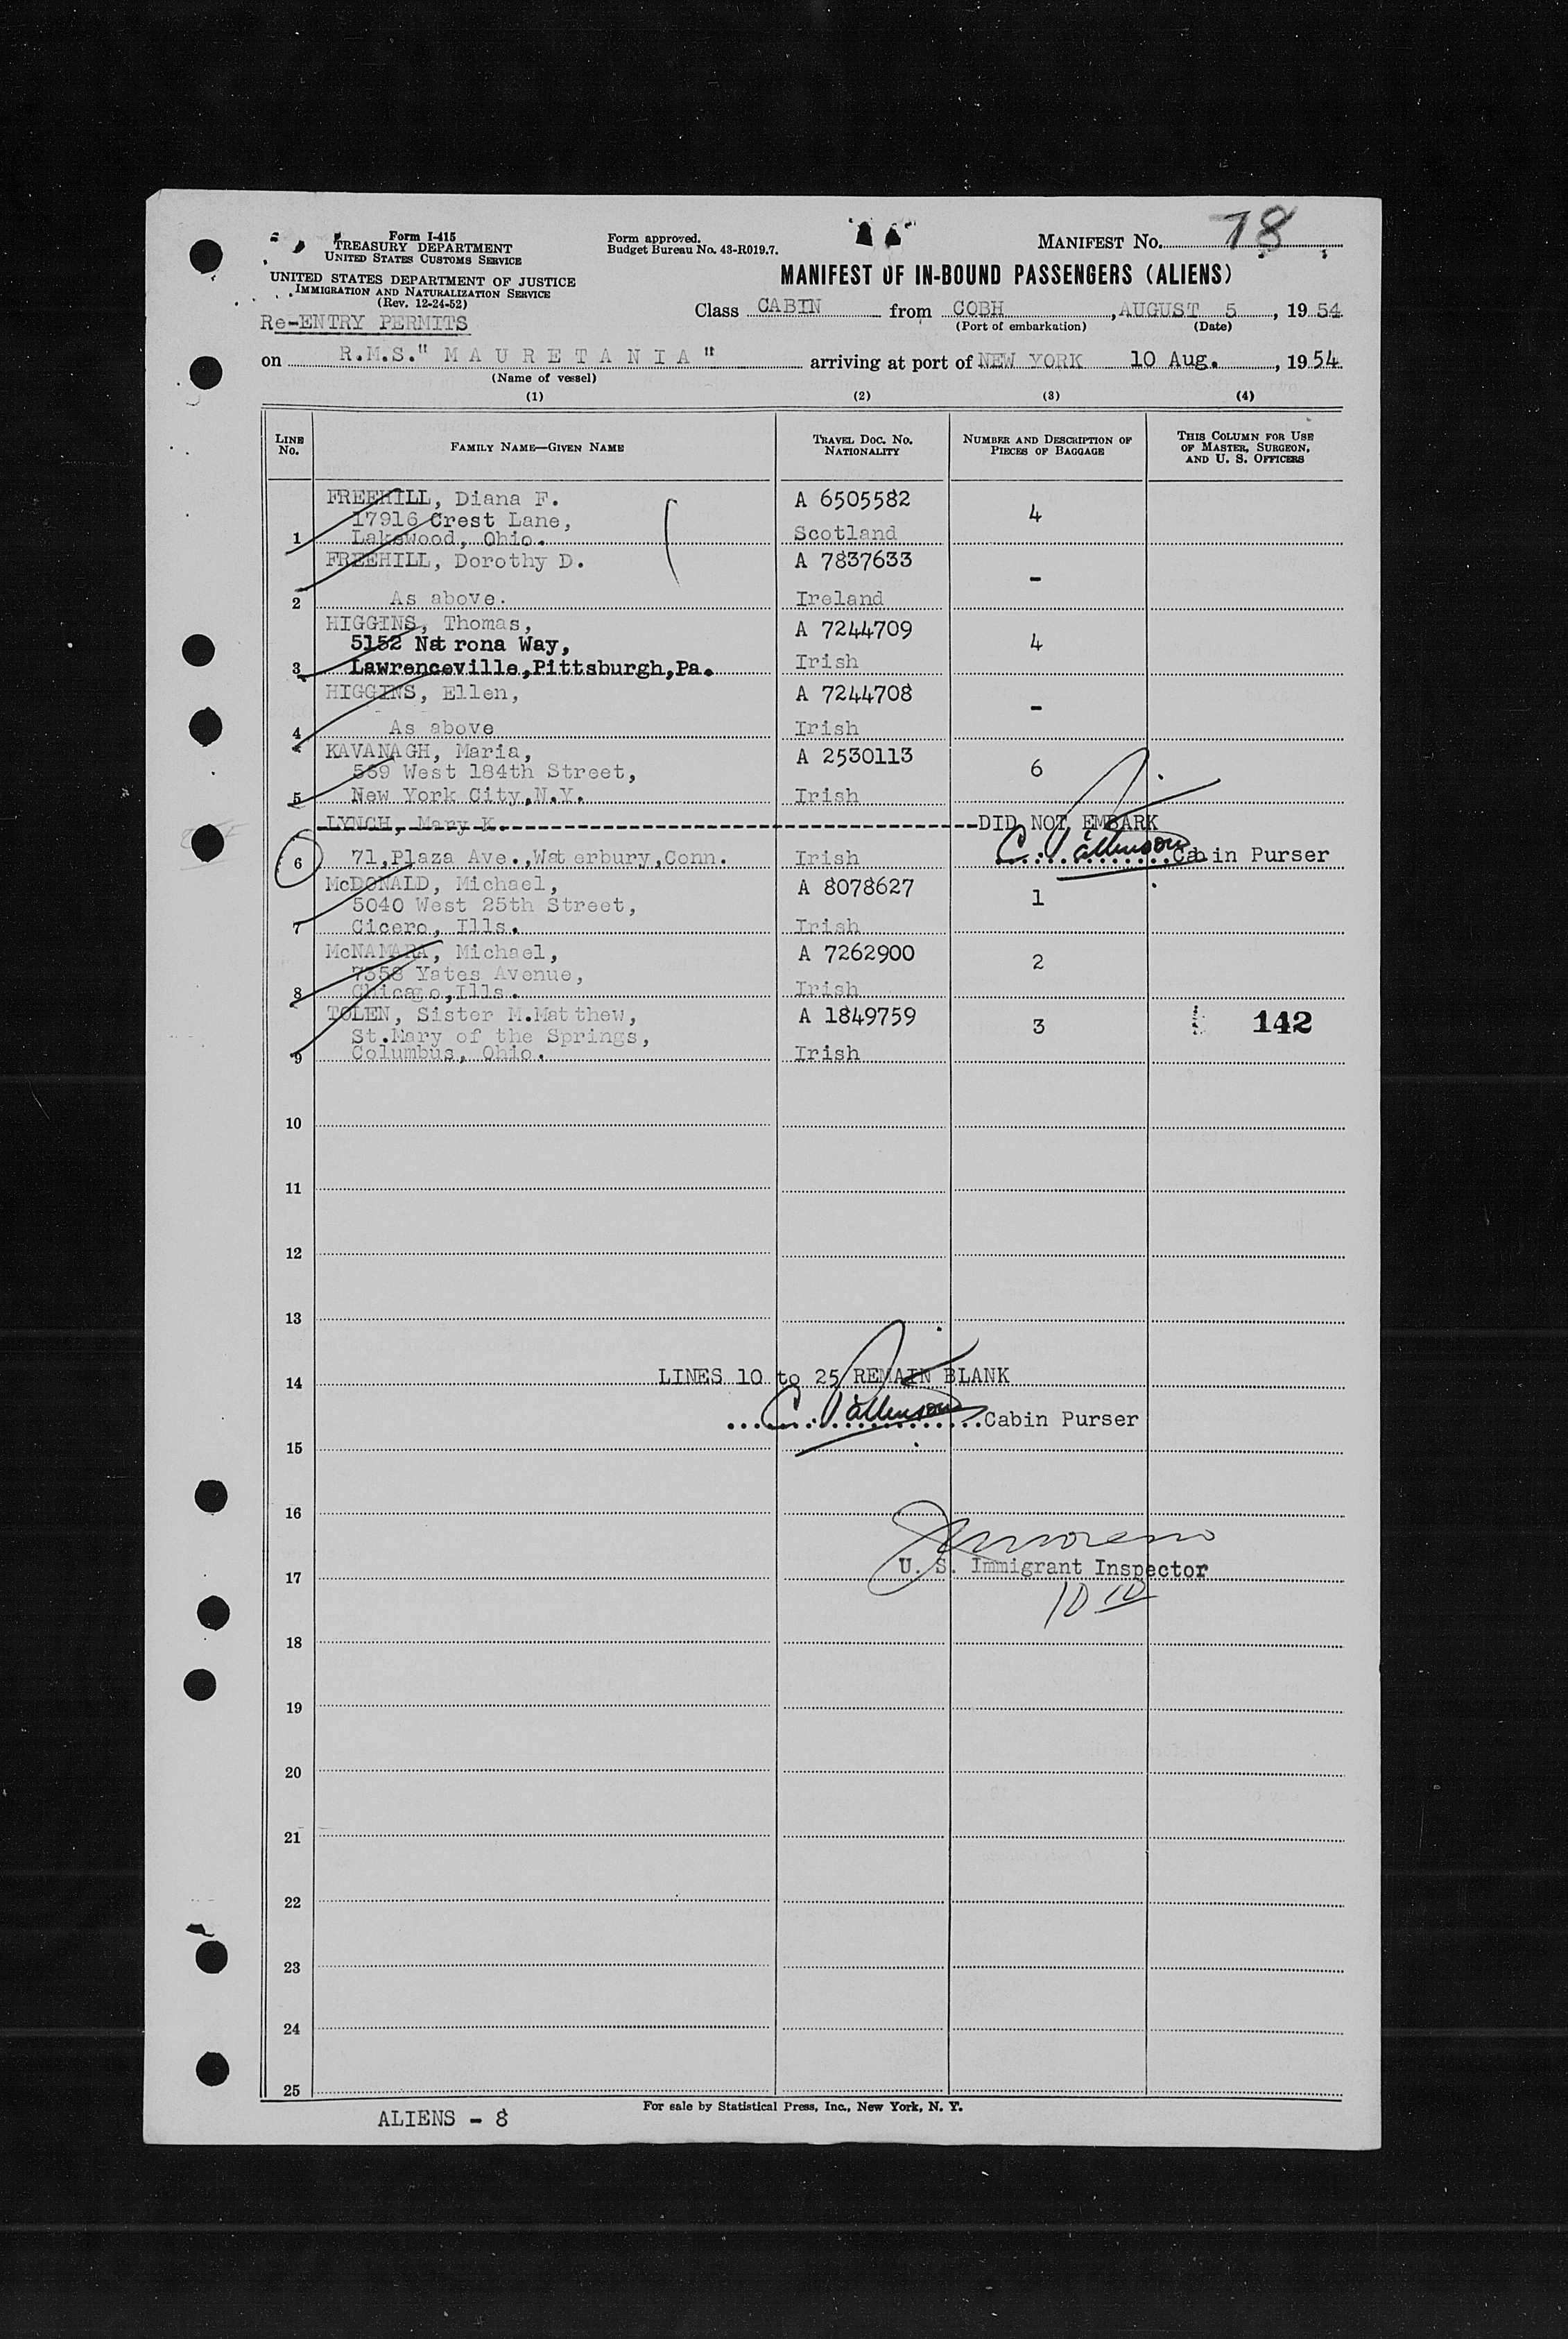 Form I-415
TREASURY DEPARTMENT
UNITED STATES CUSTOMS SERVICE
UNITED STATES DEPARTMENT OF JUSTICE
IMMIGRATION AND NATURALIZATION SERVICE
(Rev. 12-24-52)
Re-ENTRY PERMITS
Form approved.
Budget Bureau No. 43-R019.7.
MANIFEST No. 78
MANIFEST OF IN-BOUND PASSENGERS (ALIENS)
Class CABIN from COBH, AUGUST 5, 1954
(Port of embarkation) (Date)
on R.M.S." M A U R E T A N I A " arriving at port of NEW YORK 10 Aug., 1954
(Name of vessel)
(1) (2) (3) (4)
LINE No. FAMILY NAME—GIVEN NAME TRAVEL DOC. NO. NATIONALITY NUMBER AND DESCRIPTION OF PIECES OF BAGGAGE THIS COLUMN FOR USE OF MASTER, SURGEON, AND U. S. OFFICERS
FREEHILL, Diana F. A 6505582
17916 Crest Lane, 4
1 Lakewood, Ohio. Scotland
FREEHILL, Dorothy D. A 7837633 -
2 As above. Ireland
HIGGINS, Thomas, A 7244709
5152 Nat rona Way, 4
3 Lawrenceville,Pittsburgh,Pa. Irish
HIGGINS, Ellen, A 7244708 -
4 As above Irish
KAVANAGH, Maria, A 2530113
569 West 184th Street, 6
5 New York City,N.Y. Irish
LYNCH, Mary K. DID NOT EMBARK
6 71,Plaza Ave.,Waterbury,Conn. Irish Cabin Purser
McDONALD, Michael, A 8078627
5040 West 25th Street, 1
7 Cicero, Ills. Irish
McNAMARA, Michael, A 7262900
7358 Yates Avenue, 2
8 Chicago,Ills. Irish
TOLEN, Sister M.Matthew, A 1849759 3 142
St.Mary of the Springs,
9 Columbus, Ohio. Irish
10
11
12
13
14 LINES 10 to 25 REMAIN BLANK
Cabin Purser
15
16
17 U. S. Immigrant Inspector
10 10
18
19
20
21
22
23
24
25
ALIENS - 8
For sale by Statistical Press, Inc., New York, N. Y.